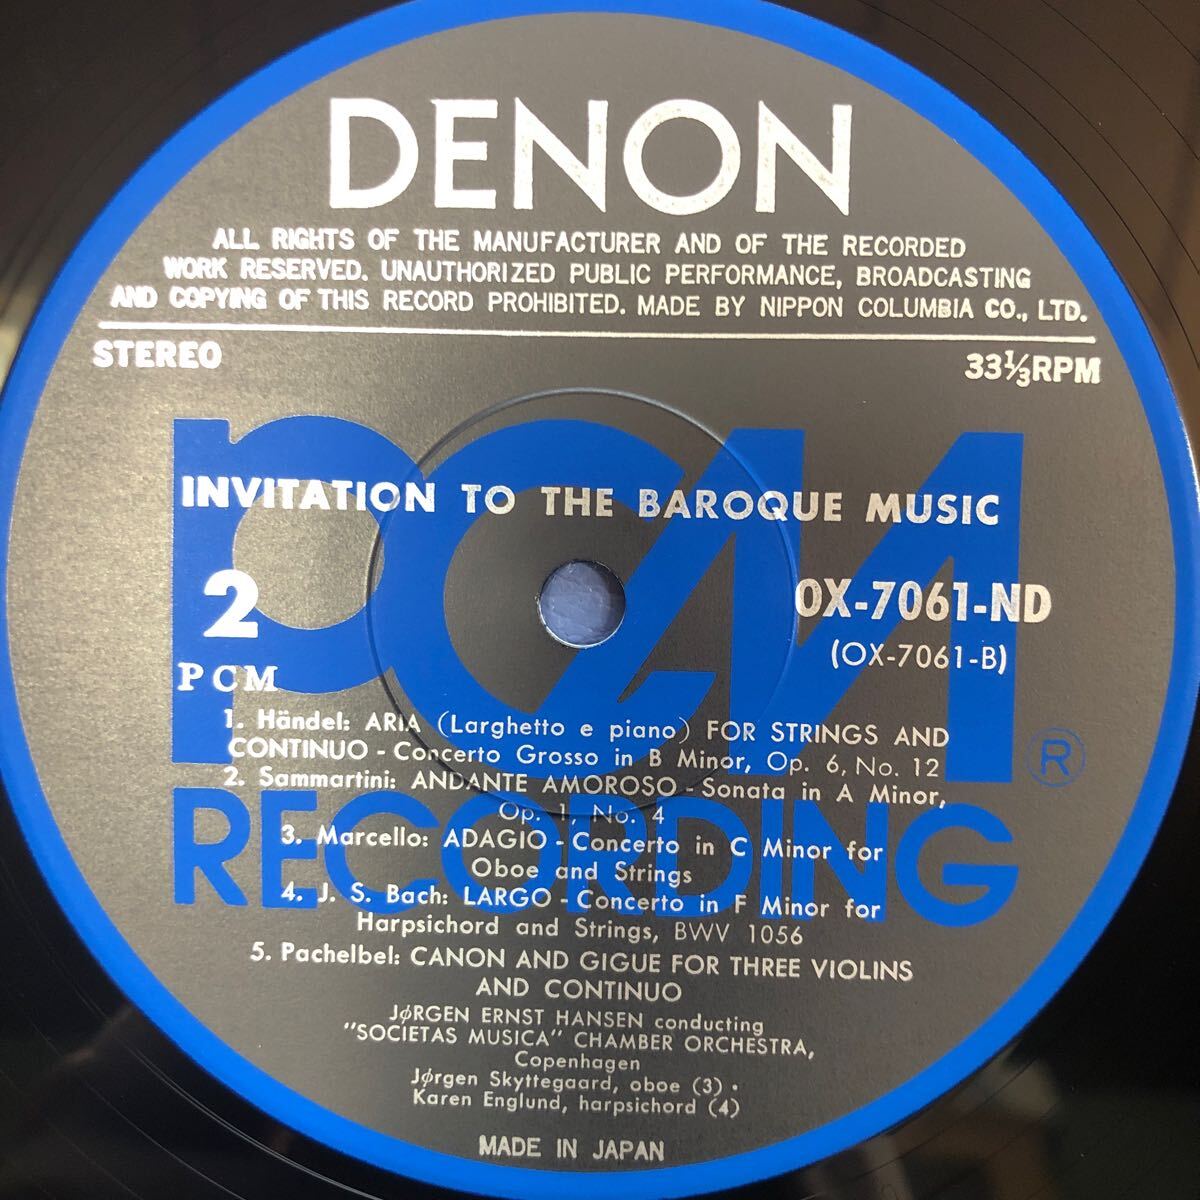 DENON
ALL RIGHTS OF THE MANUFACTURER AND OF THE RECORDED
WORK RESERVED. UNAUTHORIZED PUBLIC PERFORMANCE, BROADCASTING
AND COPYING OF THIS RECORD PROHIBITED. MADE BY NIPPON COLUMBIA CO., LTD.
STEREO 33⅓RPM
PCM
RECORDING ®
INVITATION TO THE BAROQUE MUSIC
2 OX-7061-ND
PCM (OX-7061-B)
1. Händel: ARIA (Larghetto e piano) FOR STRINGS AND
CONTINUO - Concerto Grosso in B Minor, Op. 6, No. 12
2. Sammartini: ANDANTE AMOROSO - Sonata in A Minor,
Op. 1, No. 4
3. Marcello: ADAGIO - Concerto in C Minor for
Oboe and Strings
4. J. S. Bach: LARGO - Concerto in F Minor for
Harpsichord and Strings, BWV 1056
5. Pachelbel: CANON AND GIGUE FOR THREE VIOLINS
AND CONTINUO
JøRGEN ERNST HANSEN conducting
"SOCIETAS MUSICA" CHAMBER ORCHESTRA,
Copenhagen
Jørgen Skyttegaard, oboe (3) •
Karen Englund, harpsichord (4)
MADE IN JAPAN